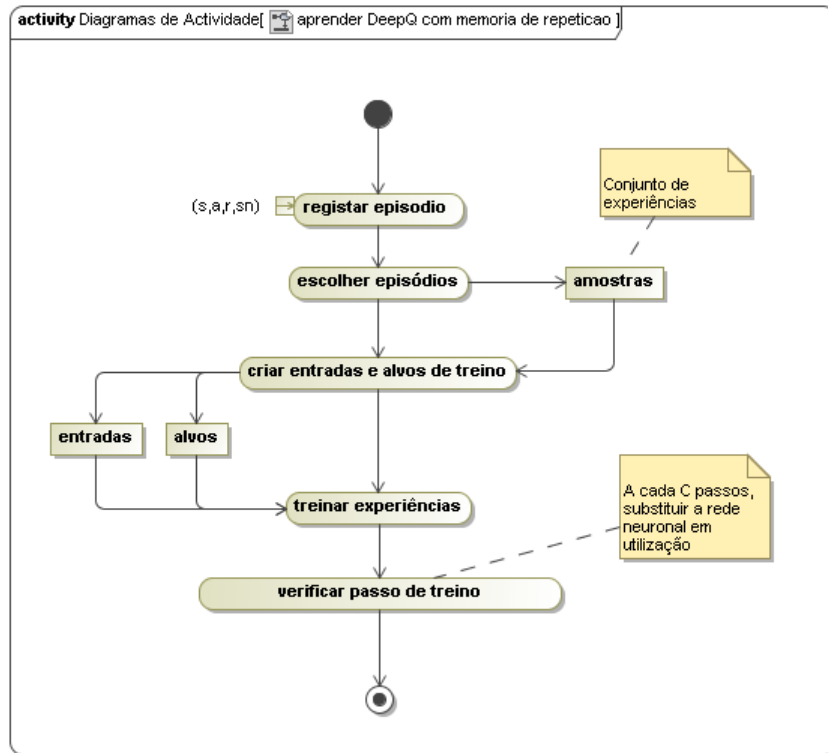 activity Diagramas de Actividade[ aprender DeepQ com memoria de repeticao ]
(s,a,r,sn)
registar episodio
Conjunto de
experiências
escolher episódios
amostras
criar entradas e alvos de treino
entradas
alvos
treinar experiências
A cada C passos,
substituir a rede
neuronal em
utilização
verificar passo de treino